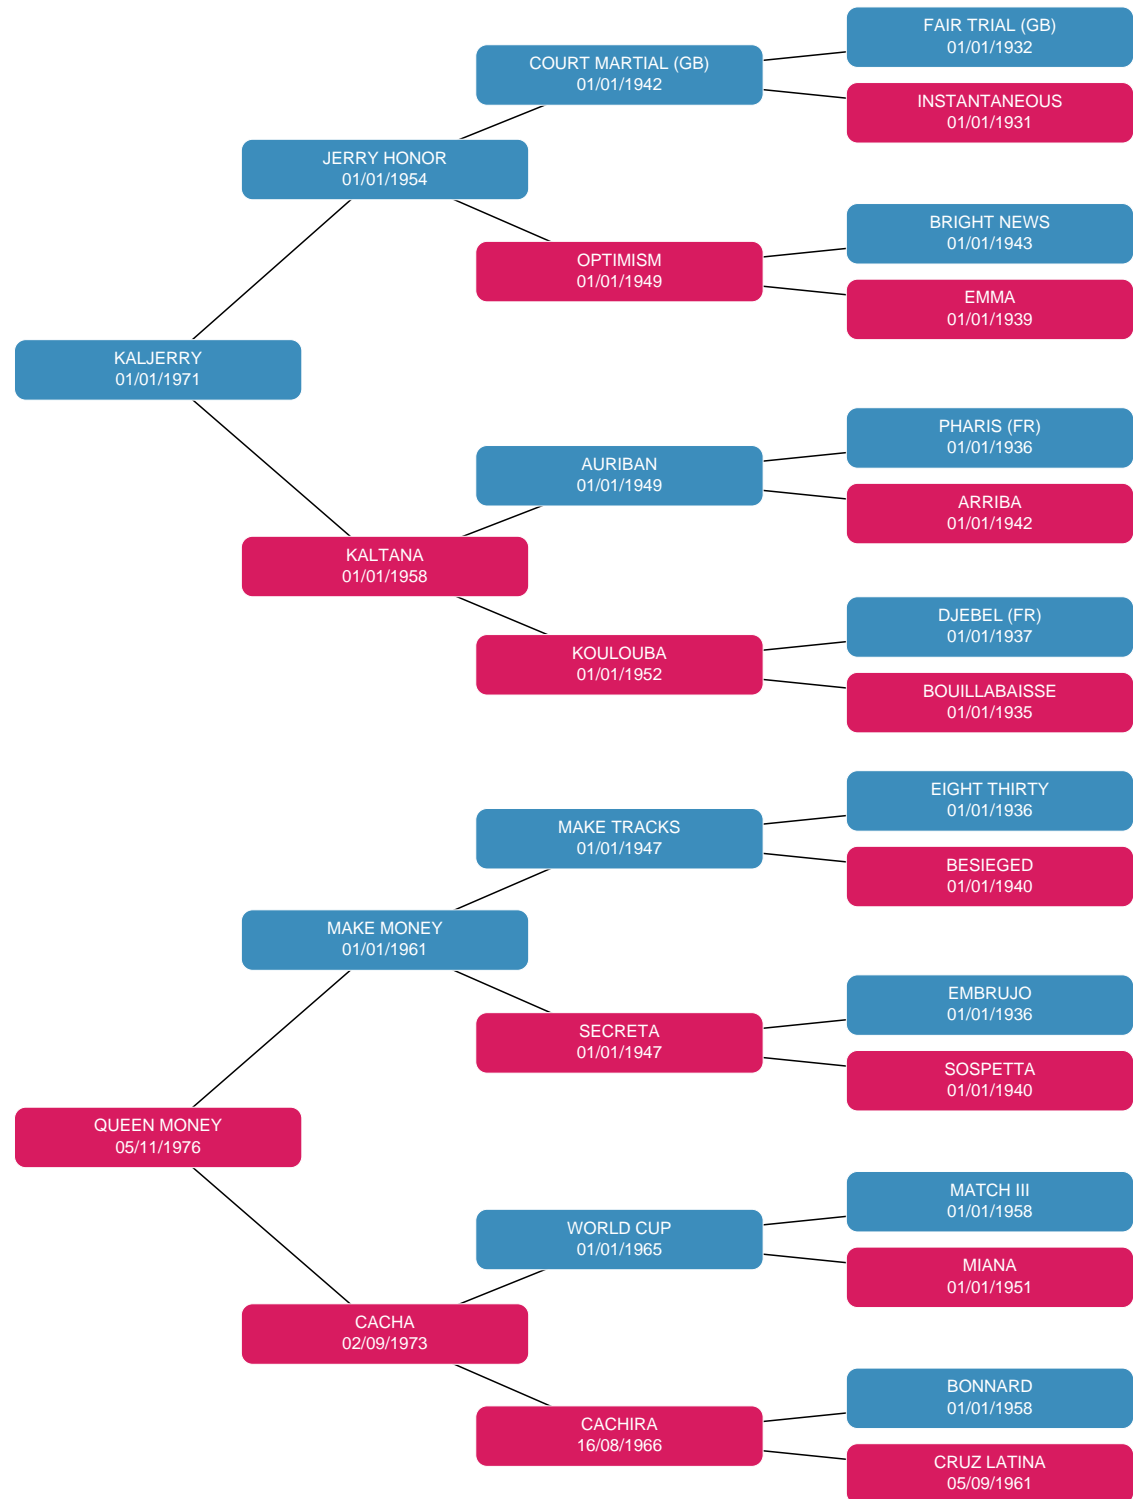 FAIR TRIAL (GB)
01/01/1932
COURT MARTIAL (GB)
01/01/1942
INSTANTANEOUS
01/01/1931
JERRY HONOR
01/01/1954
BRIGHT NEWS
01/01/1943
OPTIMISM
01/01/1949
EMMA
01/01/1939
KALJERRY
01/01/1971
PHARIS (FR)
01/01/1936
AURIBAN
01/01/1949
ARRIBA
01/01/1942
KALTANA
01/01/1958
DJEBEL (FR)
01/01/1937
KOULOUBA
01/01/1952
BOUILLABAISSE
01/01/1935
EIGHT THIRTY
01/01/1936
MAKE TRACKS
01/01/1947
BESIEGED
01/01/1940
MAKE MONEY
01/01/1961
EMBRUJO
01/01/1936
SECRETA
01/01/1947
SOSPETTA
01/01/1940
QUEEN MONEY
05/11/1976
MATCH III
01/01/1958
WORLD CUP
01/01/1965
MIANA
01/01/1951
CACHA
02/09/1973
BONNARD
01/01/1958
CACHIRA
16/08/1966
CRUZ LATINA
05/09/1961